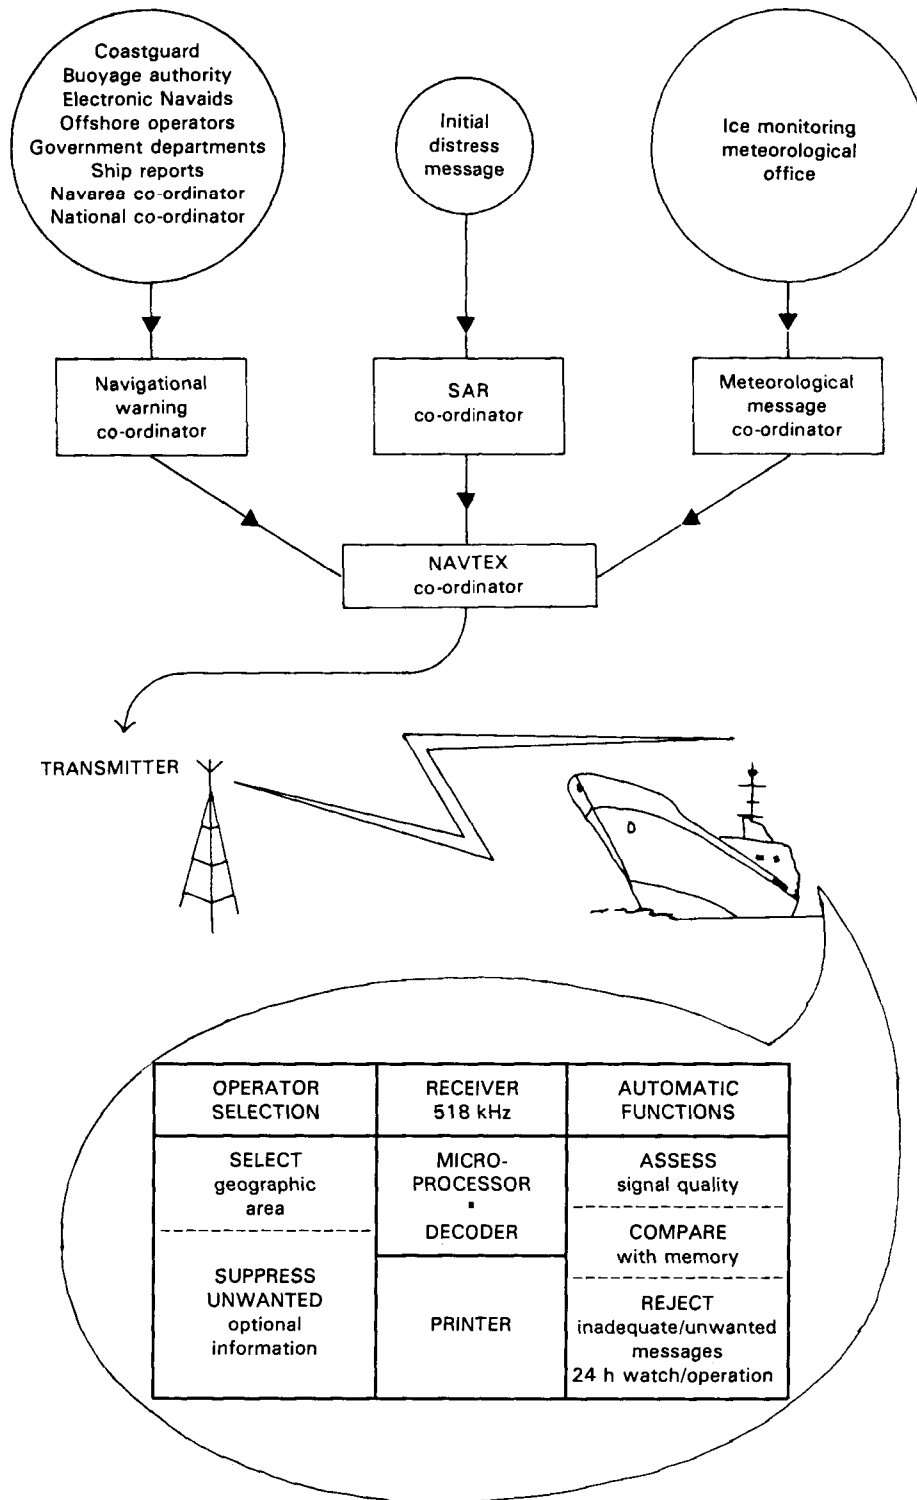 Coastguard
Buoyage authority
Electronic Navaids
Offshore operators
Government departments
Ship reports
Navarea co-ordinator
National co-ordinator
Initial
distress
message
Ice monitoring
meteorological
office
Navigational
warning
co-ordinator
SAR
co-ordinator
Meteorological
message
co-ordinator
NAVTEX
co-ordinator
TRANSMITTER
OPERATOR
SELECTION
RECEIVER
518 kHz
AUTOMATIC
FUNCTIONS
SELECT
geographic
area
SUPPRESS
UNWANTED
optional
information
MICRO-
PROCESSOR
DECODER
PRINTER
ASSESS
signal quality
COMPARE
with memory
REJECT
inadequate/unwanted
messages
24 h watch/operation